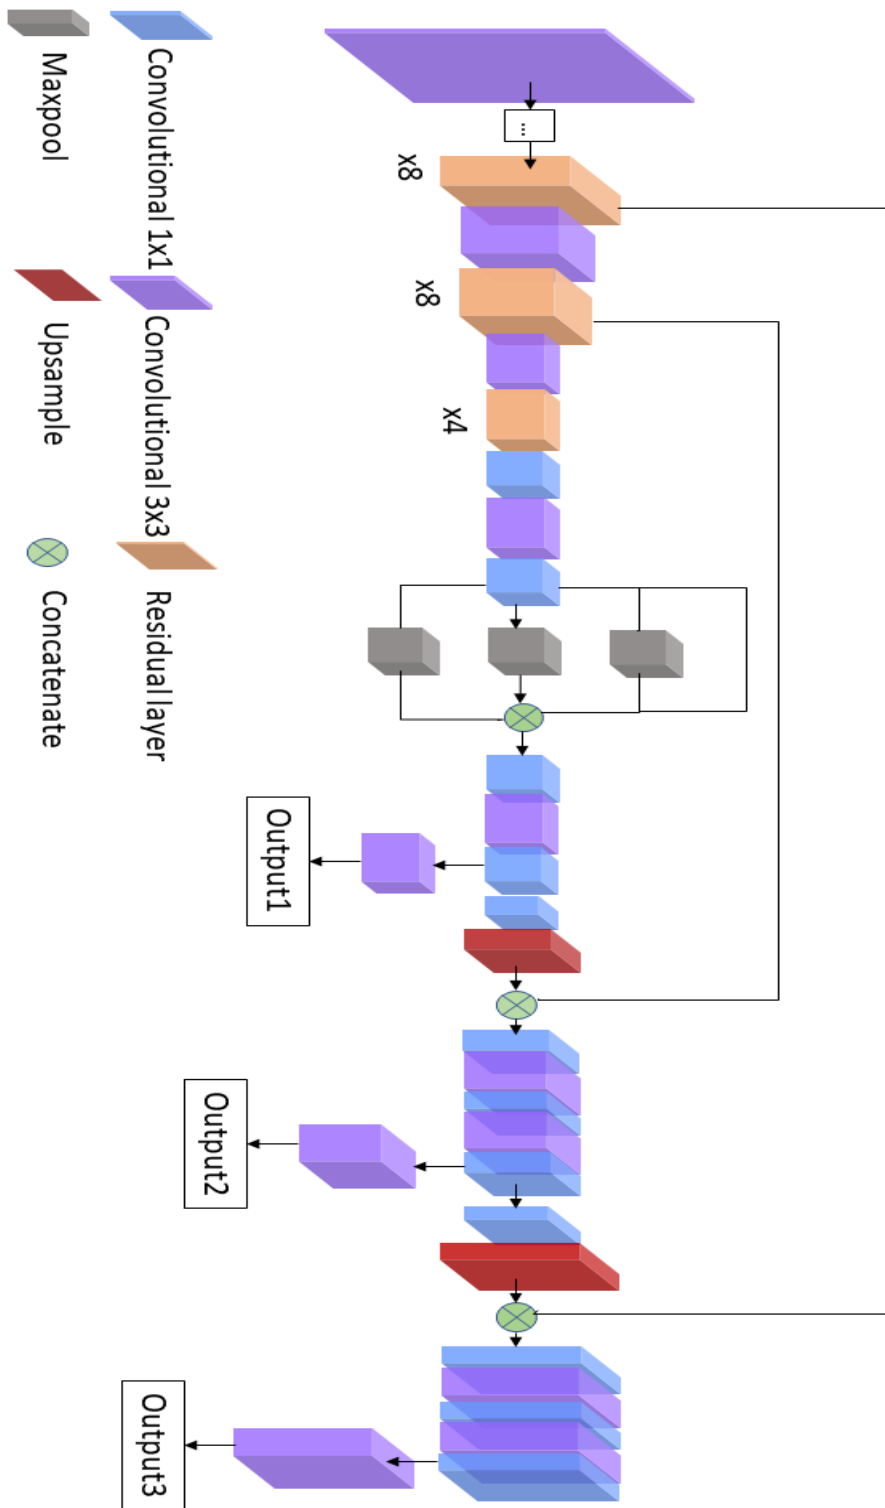 ...
x8
x8
x4
Output1
Output2
Output3
Convolutional 1x1
Convolutional 3x3
Residual layer
Maxpool
Upsample
Concatenate